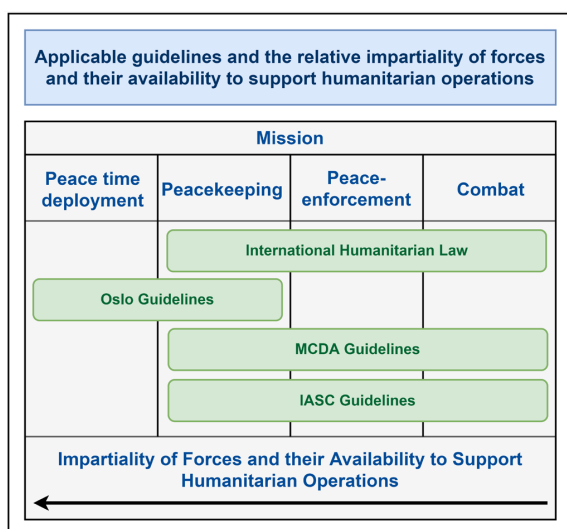 Applicable guidelines and the relative impartiality of forces
and their availability to support humanitarian operations
Mission
Peace time
deployment
Peacekeeping
Peace-
enforcement
Combat
International Humanitarian Law
Oslo Guidelines
MCDA Guidelines
IASC Guidelines
Impartiality of Forces and their Availability to Support
Humanitarian Operations